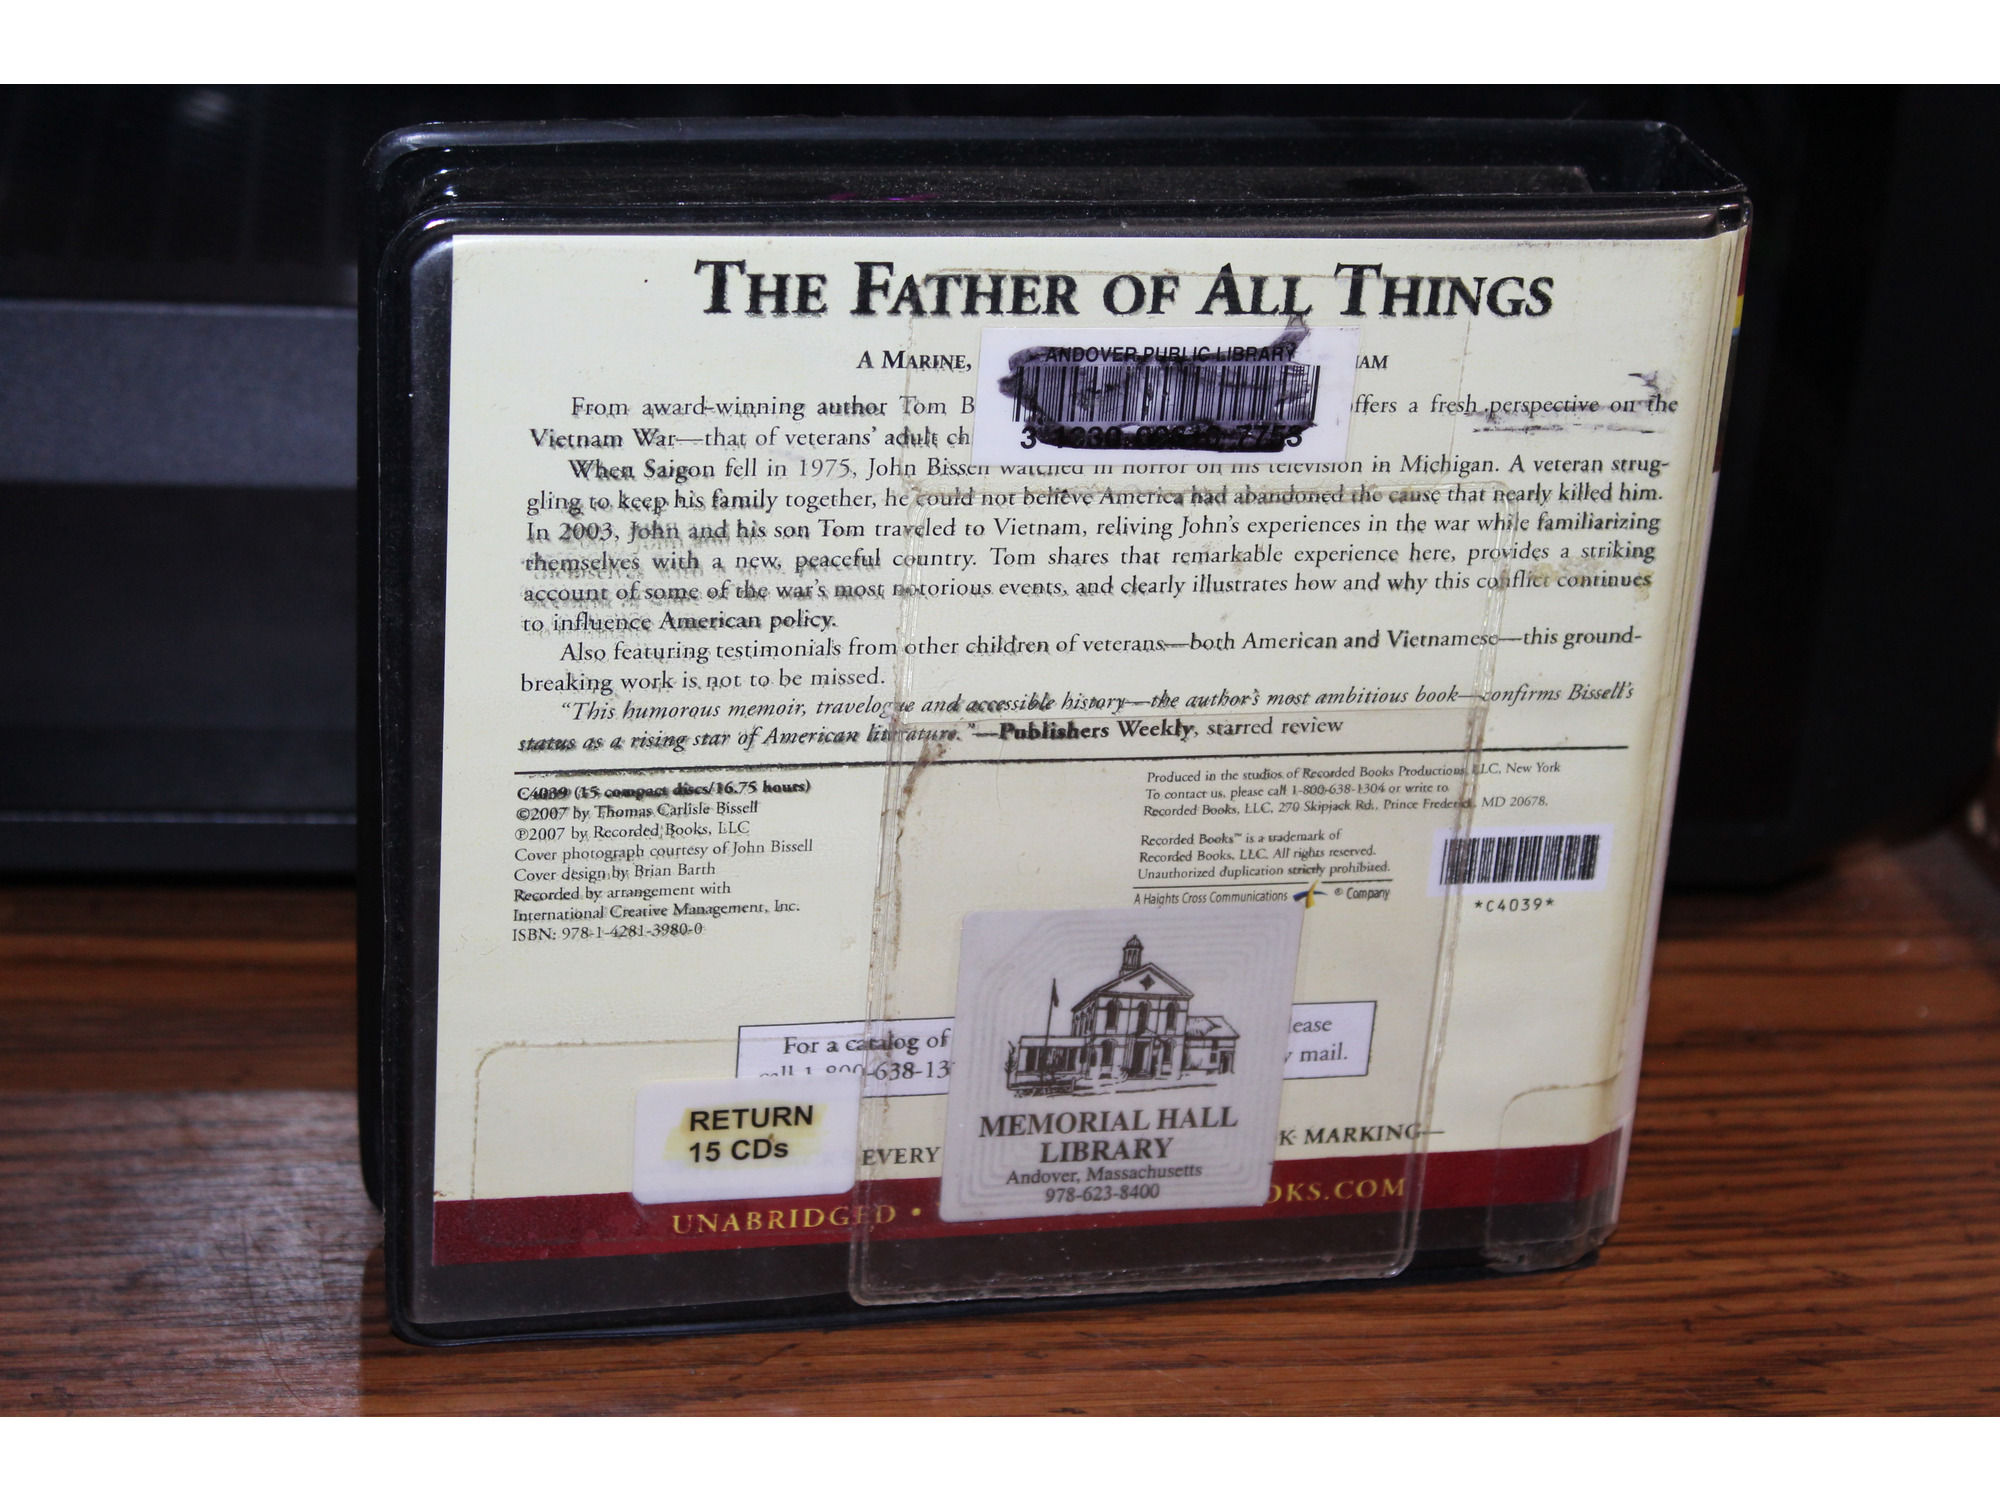 THE FATHER OF ALL THINGS
A MARINE,
ANDOVER PUBLIC LIBRARY
From award-winning author Tom B
ffers a fresh perspective on the
Vietnam War—that of veterans' adult ch
When Saigon fell in 1975, John Bissell watched in horror on his television in Michigan. A veteran strug-
gling to keep his family together, he could not believe America had abandoned the cause that nearly killed him.
In 2003, John and his son Tom traveled to Vietnam, reliving John's experiences in the war while familiarizing
themselves with a new, peaceful country. Tom shares that remarkable experience here, provides a striking
account of some of the war's most notorious events, and clearly illustrates how and why this conflict continues
to influence American policy.
Also featuring testimonials from other children of veterans—both American and Vietnamese—this ground-
breaking work is not to be missed.
"This humorous memoir, travelogue and accessible history—the author's most ambitious book—confirms Bissell's
status as a rising star of American literature."—Publishers Weekly, starred review
C4039 (15 compact discs/16.75 hours)
©2007 by Thomas Carlisle Bissell
℗2007 by Recorded Books, LLC
Cover photograph courtesy of John Bissell
Cover design by Brian Barth
Recorded by arrangement with
International Creative Management, Inc.
ISBN: 978-1-4281-3980-0
Produced in the studios of Recorded Books Productions, LLC, New York
To contact us, please call 1-800-638-1304 or write to
Recorded Books, LLC, 270 Skipjack Rd., Prince Frederick, MD 20678.
Recorded Books™ is a trademark of
Recorded Books, LLC. All rights reserved.
Unauthorized duplication strictly prohibited.
A Haights Cross Communications ® Company
*C4039*
For a catalog of
lease
call 1-800-638-13
mail.
RETURN
15 CDs
EVERY
K MARKING—
MEMORIAL HALL
LIBRARY
Andover, Massachusetts
978-623-8400
UNABRIDGED •
OKS.COM